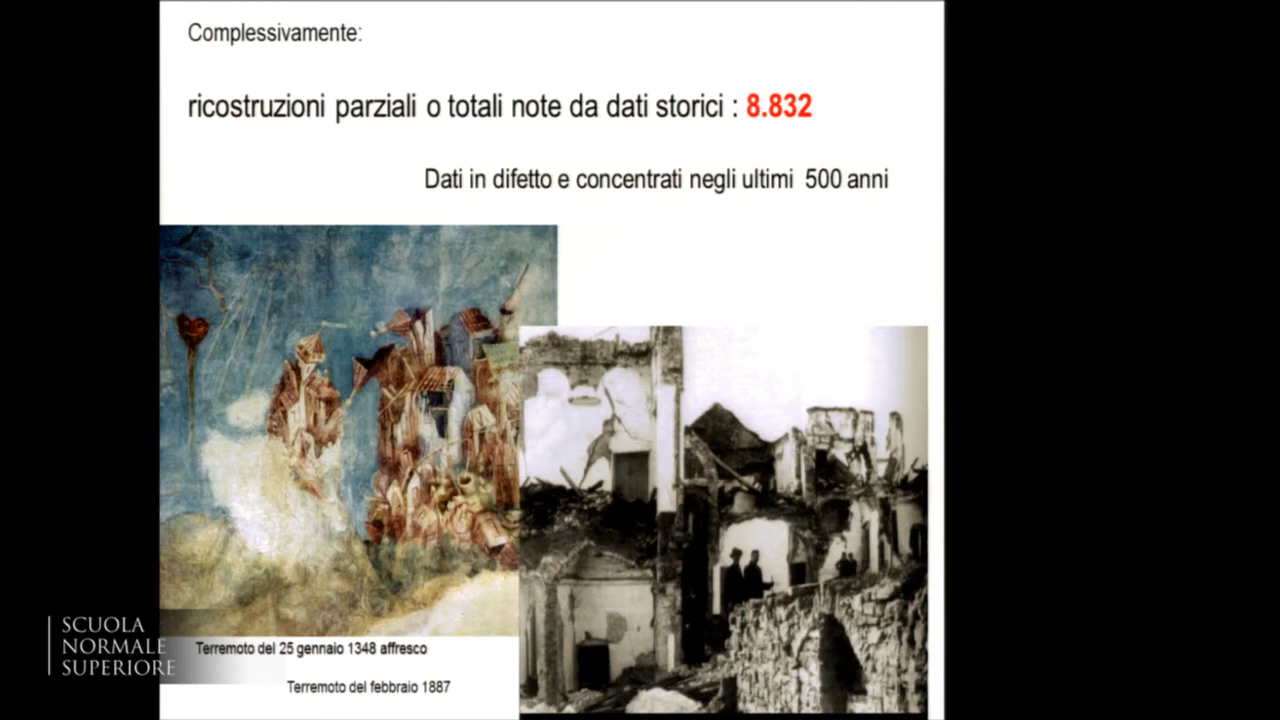 Complessivamente:
ricostruzioni parziali o totali note da dati storici : 8.832
Dati in difetto e concentrati negli ultimi 500 anni
SCUOLA
NORMALE
SUPERIORE
Terremoto del 25 gennaio 1348 affresco
Terremoto del febbraio 1887